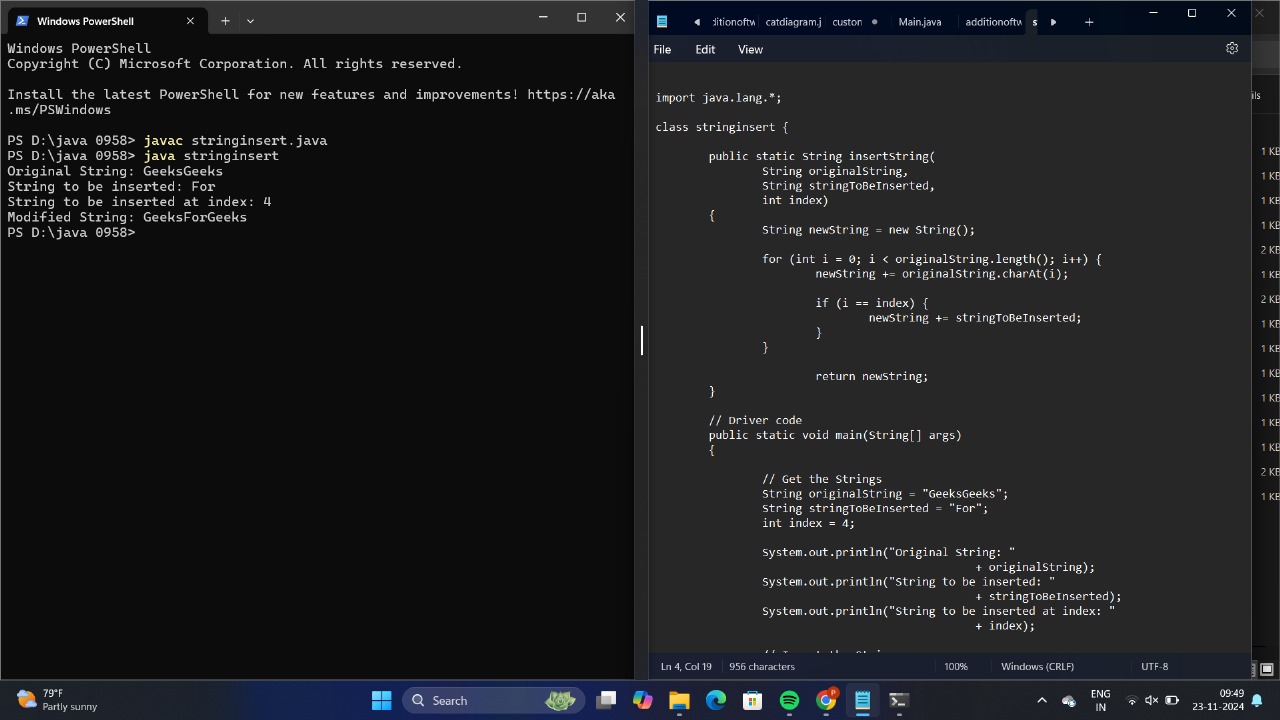 Windows PowerShell
Windows PowerShell
Copyright (C) Microsoft Corporation. All rights reserved.
Install the latest PowerShell for new features and improvements! https://aka
.ms/PSWindows
PS D:\java 0958> javac stringinsert.java
PS D:\java 0958> java stringinsert
Original String: GeeksGeeks
String to be inserted: For
String to be inserted at index: 4
Modified String: GeeksForGeeks
PS D:\java 0958>
ditionoftw catdiagram.j custon Main.java additionoftw s
File Edit View
import java.lang.*;
class stringinsert {
public static String insertString(
String originalString,
String stringToBeInserted,
int index)
{
String newString = new String();
for (int i = 0; i < originalString.length(); i++) {
newString += originalString.charAt(i);
if (i == index) {
newString += stringToBeInserted;
}
}
return newString;
}
// Driver code
public static void main(String[] args)
{
// Get the Strings
String originalString = "GeeksGeeks";
String stringToBeInserted = "For";
int index = 4;
System.out.println("Original String: "
+ originalString);
System.out.println("String to be inserted: "
+ stringToBeInserted);
System.out.println("String to be inserted at index: "
+ index);
Ln 4, Col 19 956 characters 100% Windows (CRLF) UTF-8
ils
1 KB
1 KB
1 KB
1 KB
2 KB
1 KB
2 KB
1 KB
1 KB
1 KB
1 KB
1 KB
1 KB
2 KB
1 KB
79°F
Partly sunny
Search
ENG
IN
09:49
23-11-2024